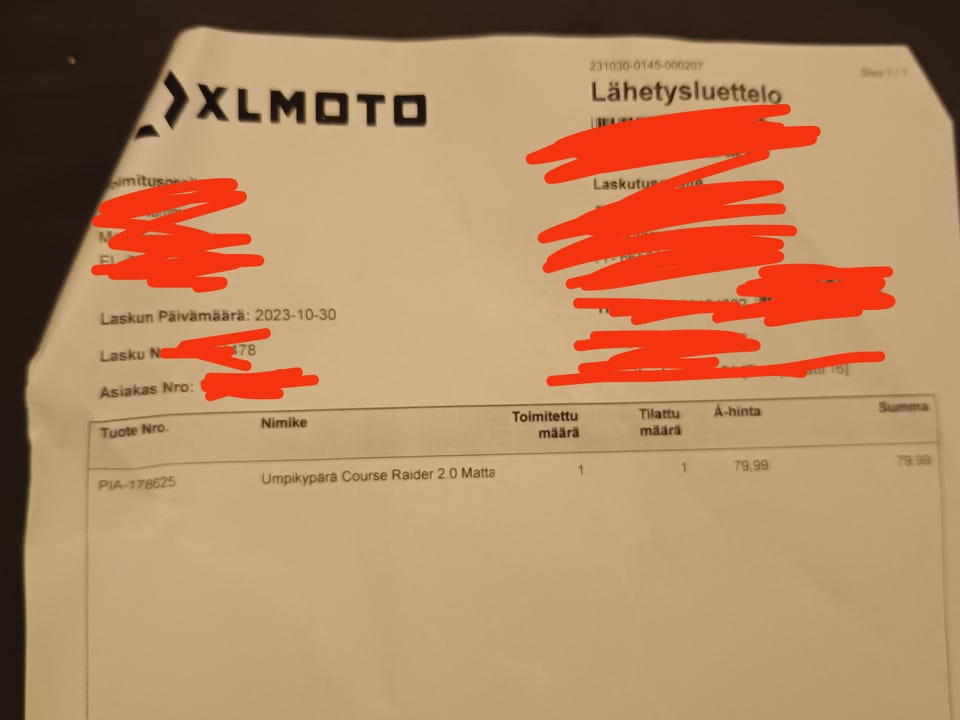 XLMOTO
231030-0145-000207
Sivu 1 / 1
Lähetysluettelo
Laskun Päivämäärä: 2023-10-30
Lasku
478
Asiakas Nro:
Tuote Nro. Nimike Toimitettu määrä Tilattu määrä Á-hinta Summa
PIA-178625 Umpikypärä Course Raider 2.0 Matta 1 1 79,99 79,99